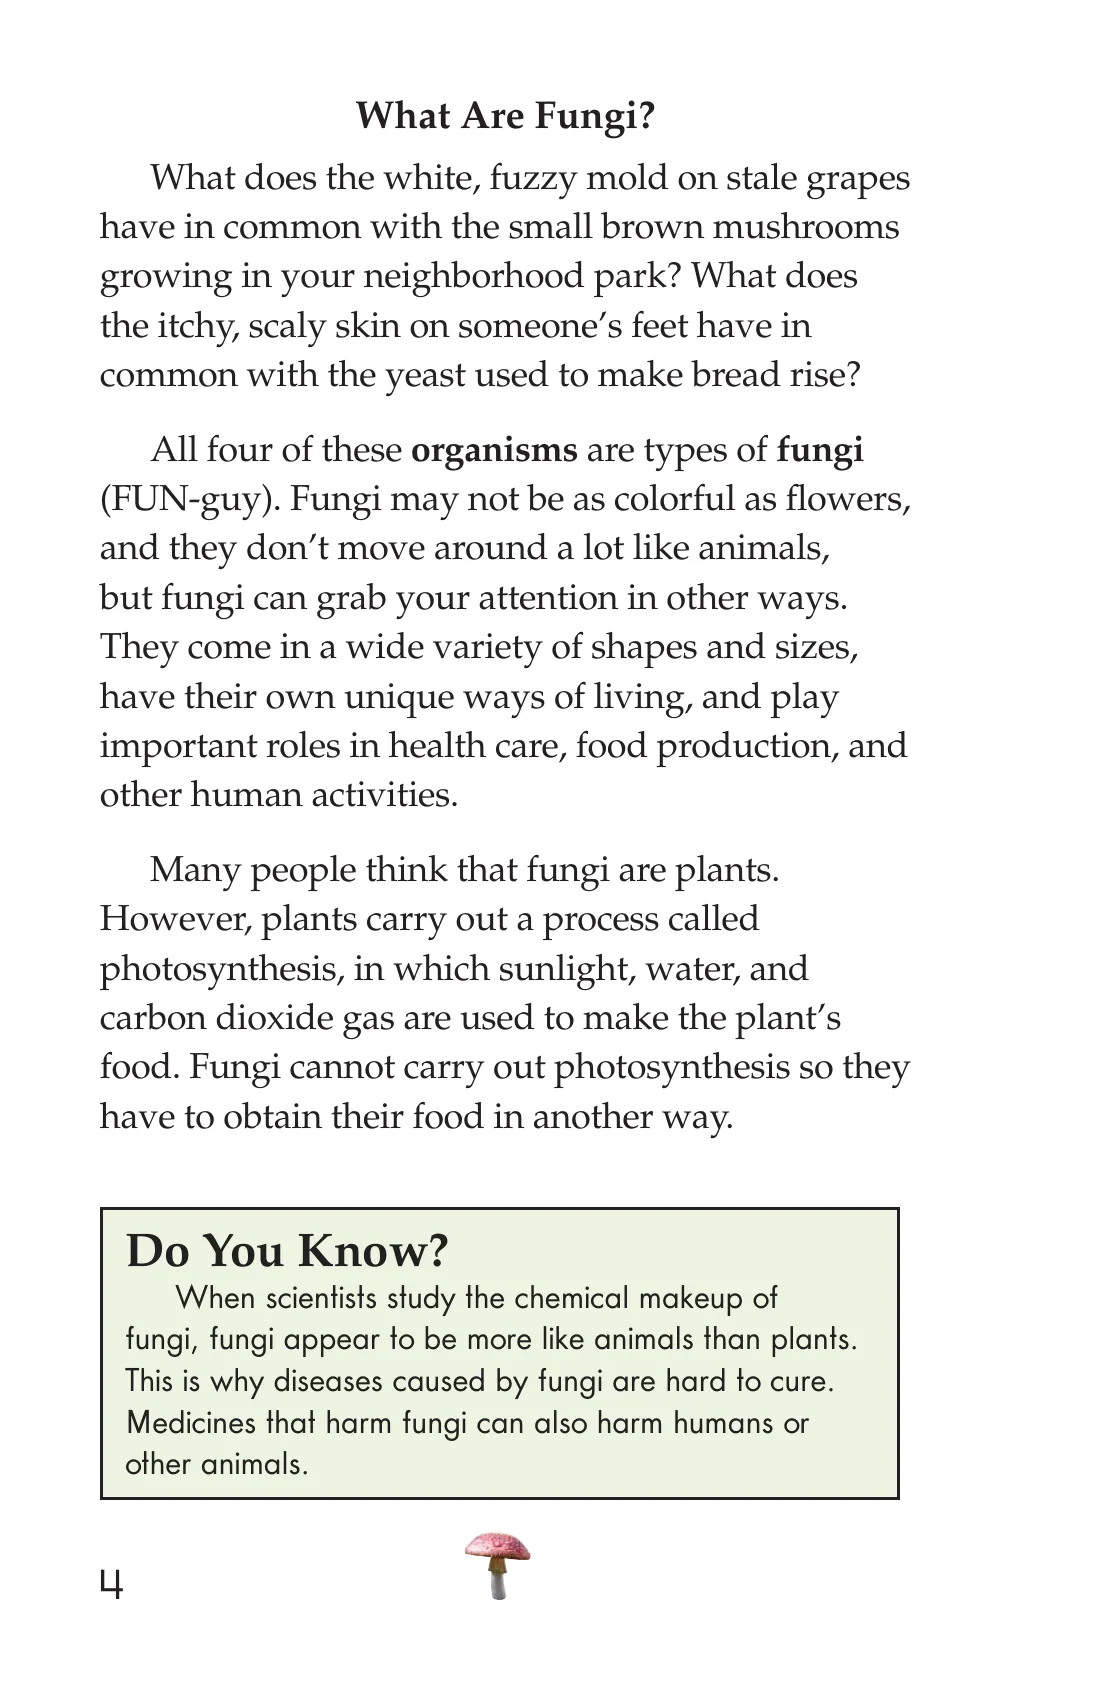 What Are Fungi?
What does the white, fuzzy mold on stale grapes
have in common with the small brown mushrooms
growing in your neighborhood park? What does
the itchy, scaly skin on someone’s feet have in
common with the yeast used to make bread rise?
All four of these organisms are types of fungi
(FUN-guy). Fungi may not be as colorful as flowers,
and they don’t move around a lot like animals,
but fungi can grab your attention in other ways.
They come in a wide variety of shapes and sizes,
have their own unique ways of living, and play
important roles in health care, food production, and
other human activities.
Many people think that fungi are plants.
However, plants carry out a process called
photosynthesis, in which sunlight, water, and
carbon dioxide gas are used to make the plant’s
food. Fungi cannot carry out photosynthesis so they
have to obtain their food in another way.
Do You Know?
When scientists study the chemical makeup of
fungi, fungi appear to be more like animals than plants.
This is why diseases caused by fungi are hard to cure.
Medicines that harm fungi can also harm humans or
other animals.
4